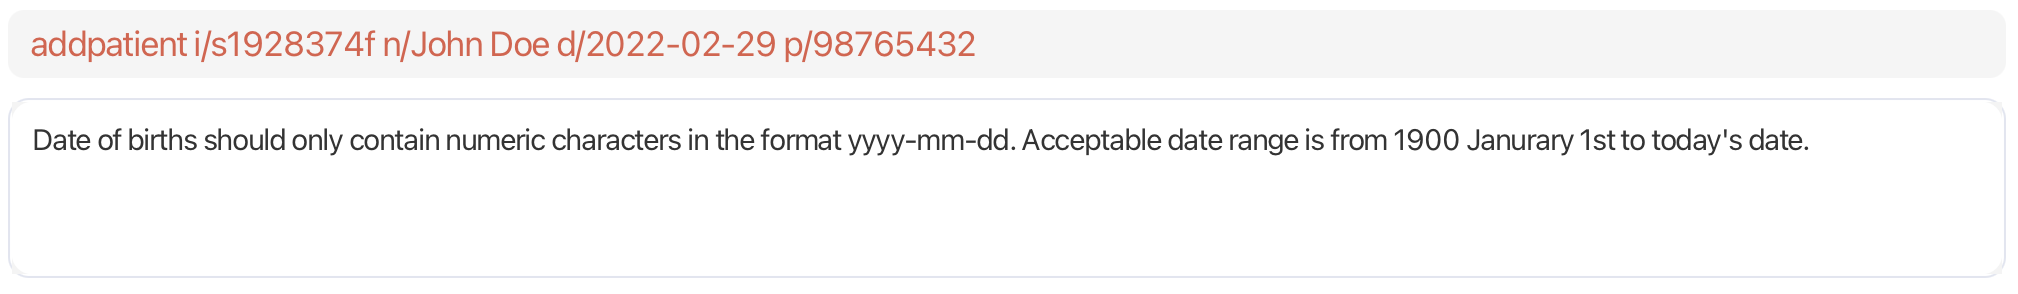 addpatient i/s1928374f n/John Doe d/2022-02-29 p/98765432
Date of births should only contain numeric characters in the format yyyy-mm-dd. Acceptable date range is from 1900 Janurary 1st to today's date.